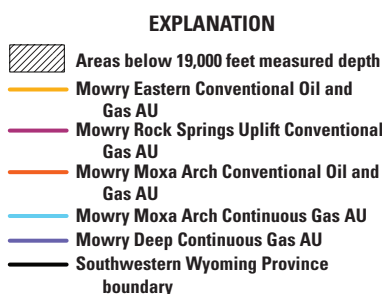 EXPLANATION
Areas below 19,000 feet measured depth
Mowry Eastern Conventional Oil and
Gas AU
Mowry Rock Springs Uplift Conventional
Gas AU
Mowry Moxa Arch Conventional Oil and
Gas AU
Mowry Moxa Arch Continuous Gas AU
Mowry Deep Continuous Gas AU
Southwestern Wyoming Province
boundary